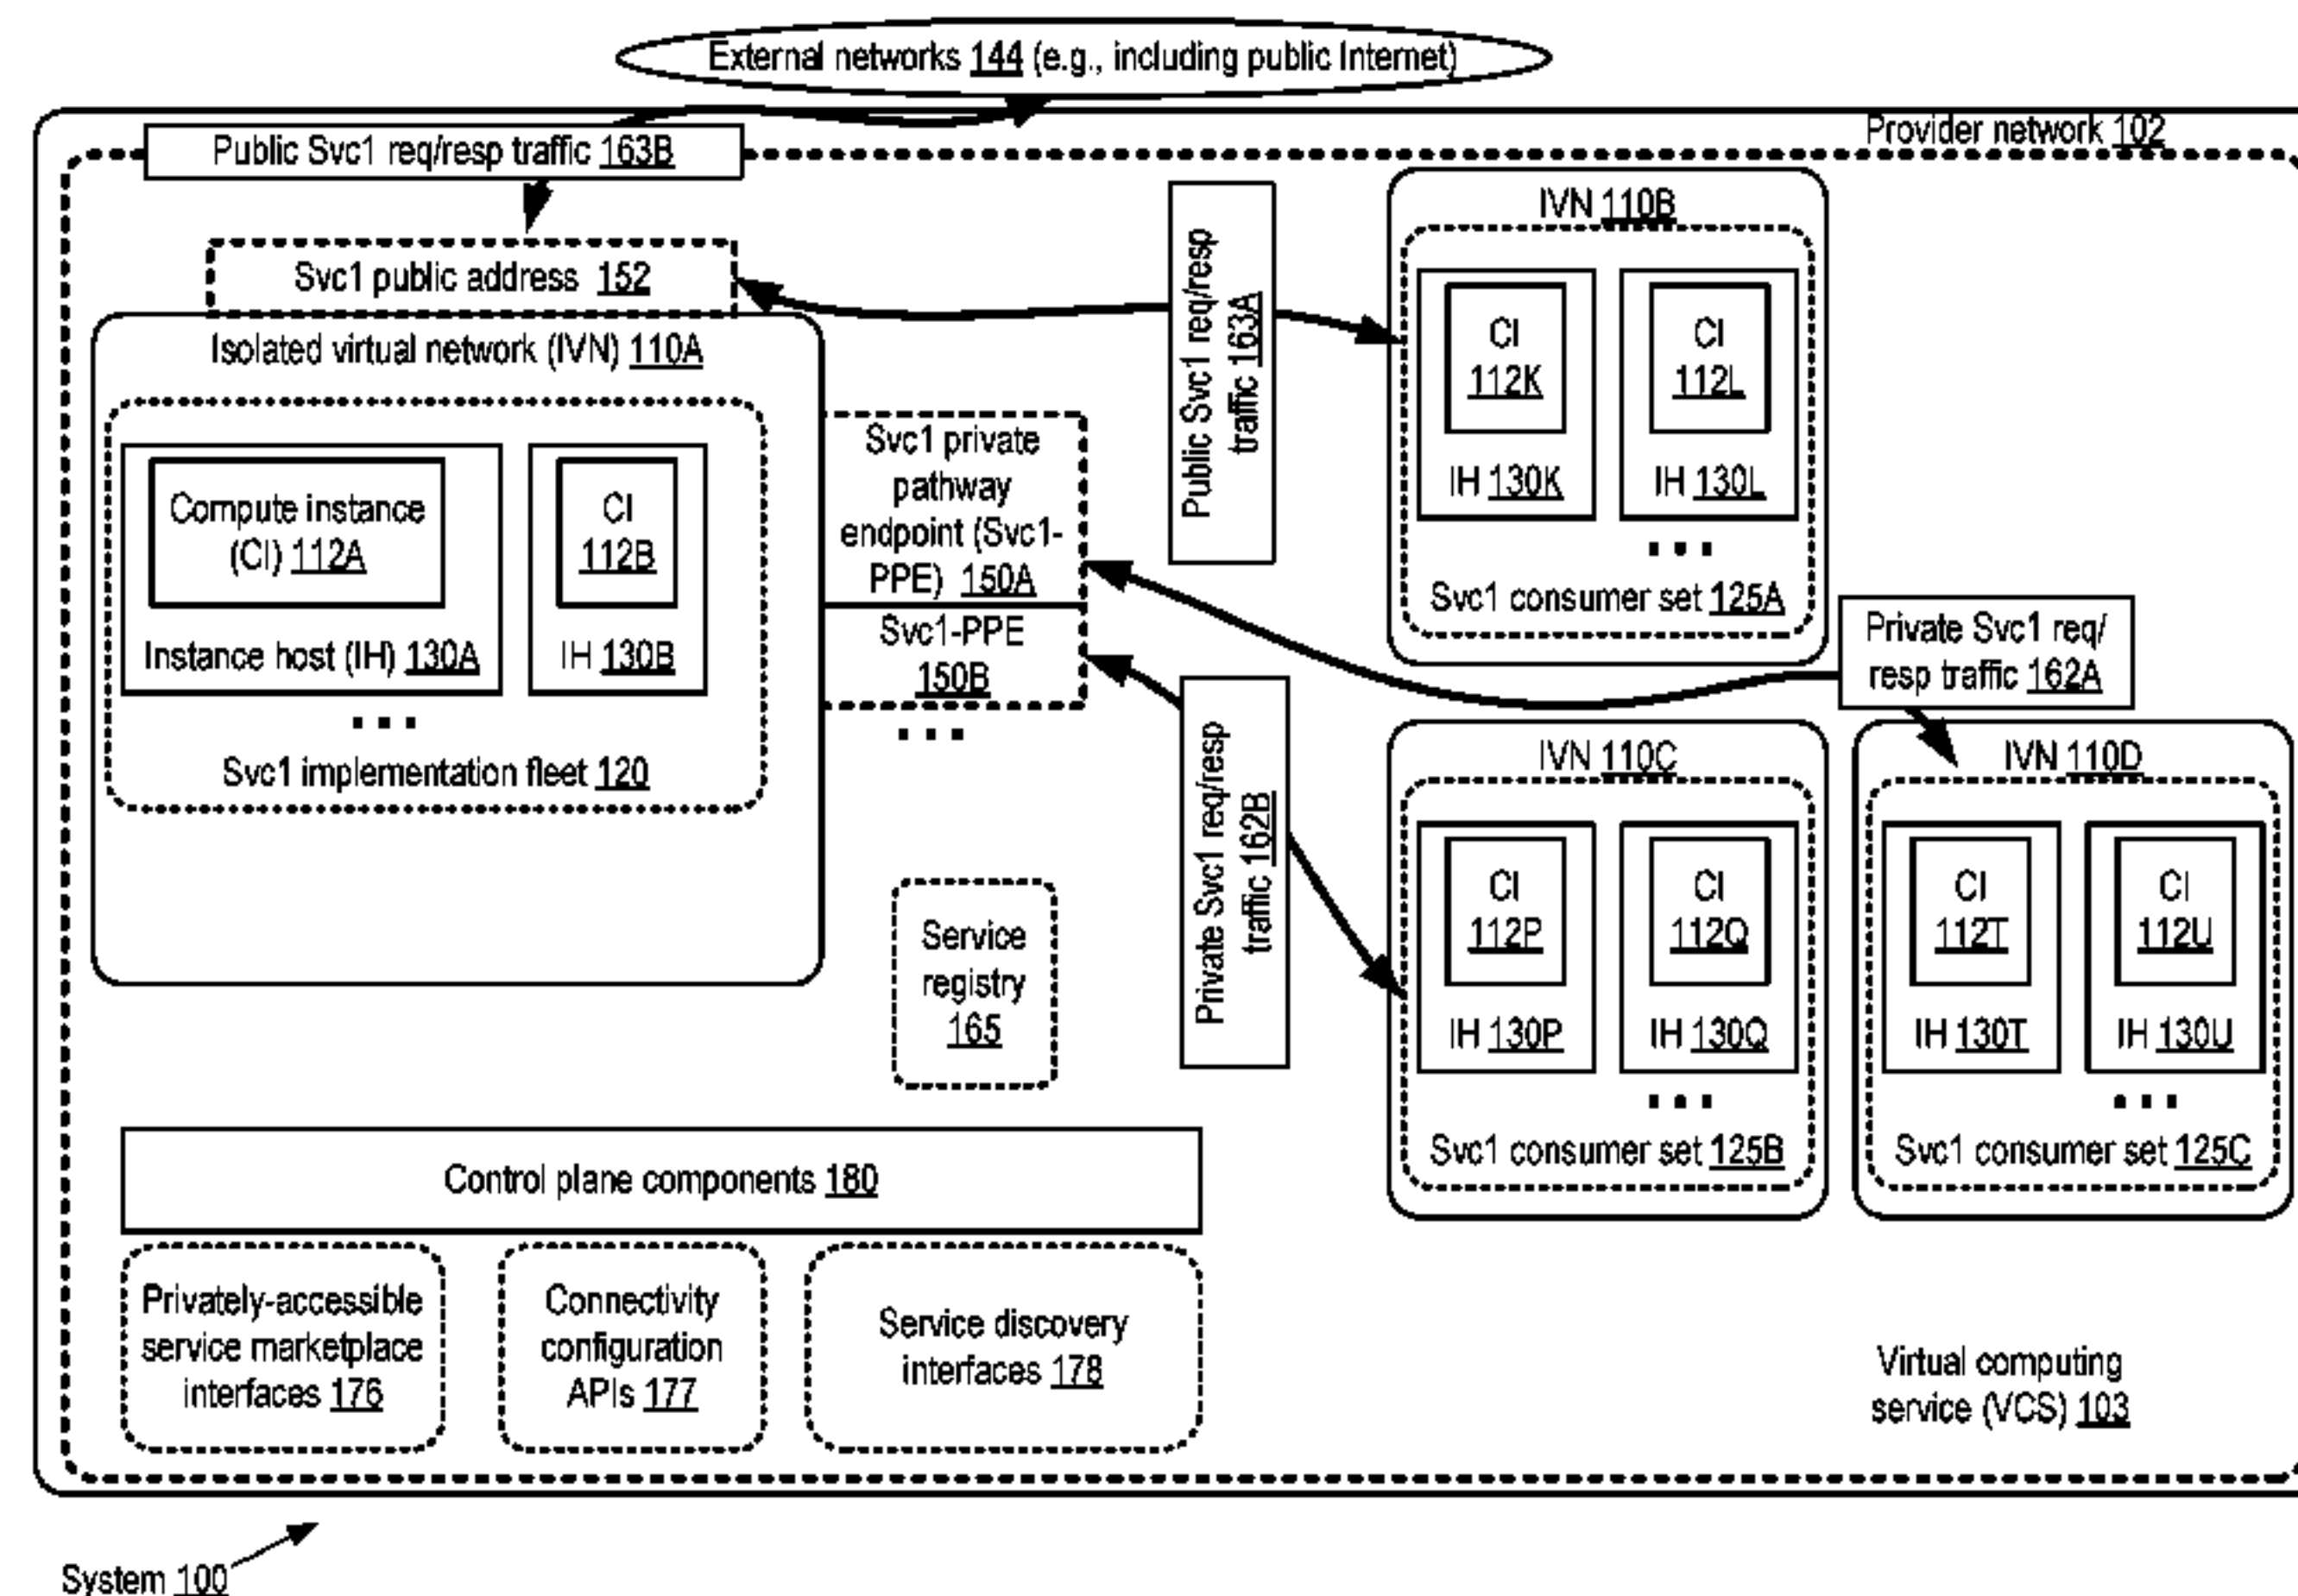 External networks 144 (e.g., including public Internet)
Provider network 102
Public Svc1 req/resp traffic 163B
Svc1 public address 152
Isolated virtual network (IVN) 110A
Compute instance
(CI) 112A
Instance host (IH) 130A
CI
112B
IH 130B
...
Svc1 implementation fleet 120
Svc1 private
pathway
endpoint (Svc1-
PPE) 150A
Svc1-PPE
150B
...
Public Svc1 req/resp
traffic 163A
IVN 110B
CI
112K
IH 130K
CI
112L
IH 130L
...
Svc1 consumer set 125A
Private Svc1 req/
resp traffic 162A
Private Svc1 req/resp
traffic 162B
IVN 110C
CI
112P
IH 130P
CI
112Q
IH 130Q
...
Svc1 consumer set 125B
IVN 110D
CI
112T
IH 130T
CI
112U
IH 130U
...
Svc1 consumer set 125C
Service
registry
165
Control plane components 180
Privately-accessible
service marketplace
interfaces 176
Connectivity
configuration
APIs 177
Service discovery
interfaces 178
Virtual computing
service (VCS) 103
System 100